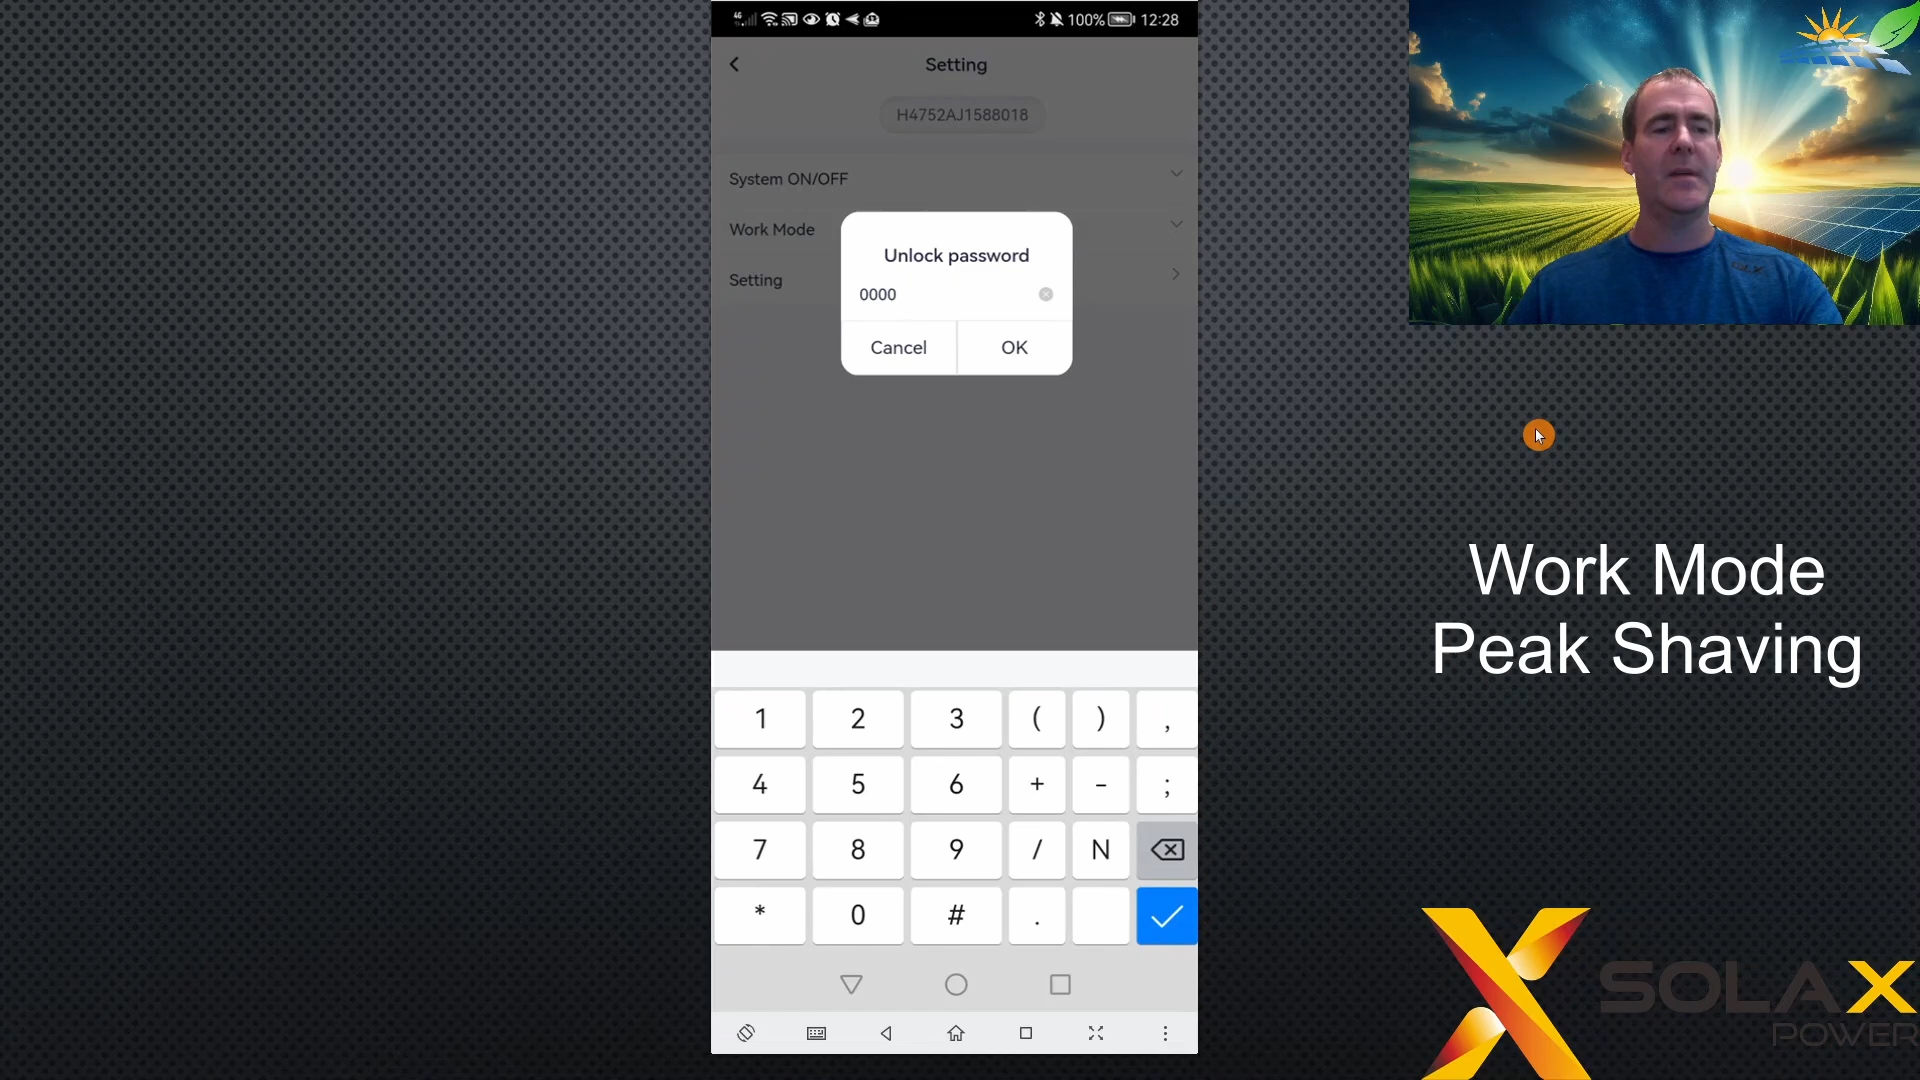 4G 100% 12:28
Setting
H4752AJ1588018
System ON/OFF
Work Mode
Setting
Unlock password
0000
Cancel OK
1 2 3 ( ) ,
4 5 6 + - ;
7 8 9 / N
* 0 # .
Work Mode
Peak Shaving
SOLAX
POWER